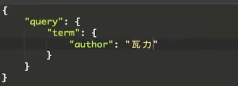 {
    "query": {
        "term": {
            "author": "瓦力"
        }
    }
}